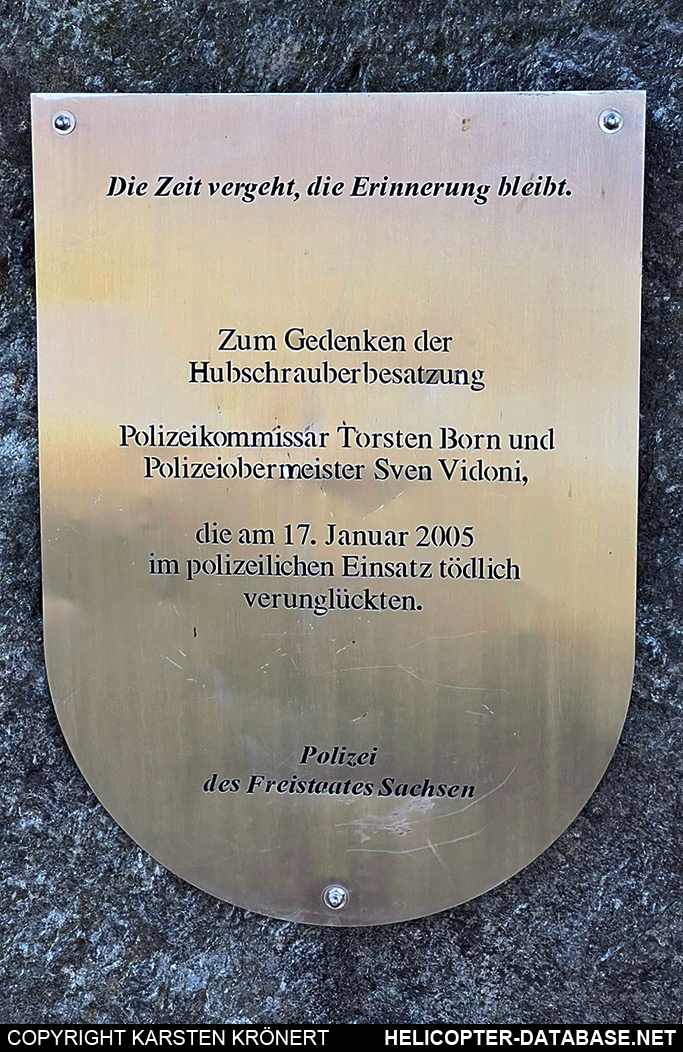 Die Zeit vergeht, die Erinnerung bleibt.
Zum Gedenken der
Hubschrauberbesatzung
Polizeikommissar Torsten Born und
Polizeiobermeister Sven Vidoni,
die am 17. Januar 2005
im polizeilichen Einsatz tödlich
verunglückten.
Polizei
des Freistaates Sachsen
COPYRIGHT KARSTEN KRÖNERT HELICOPTER-DATABASE.NET